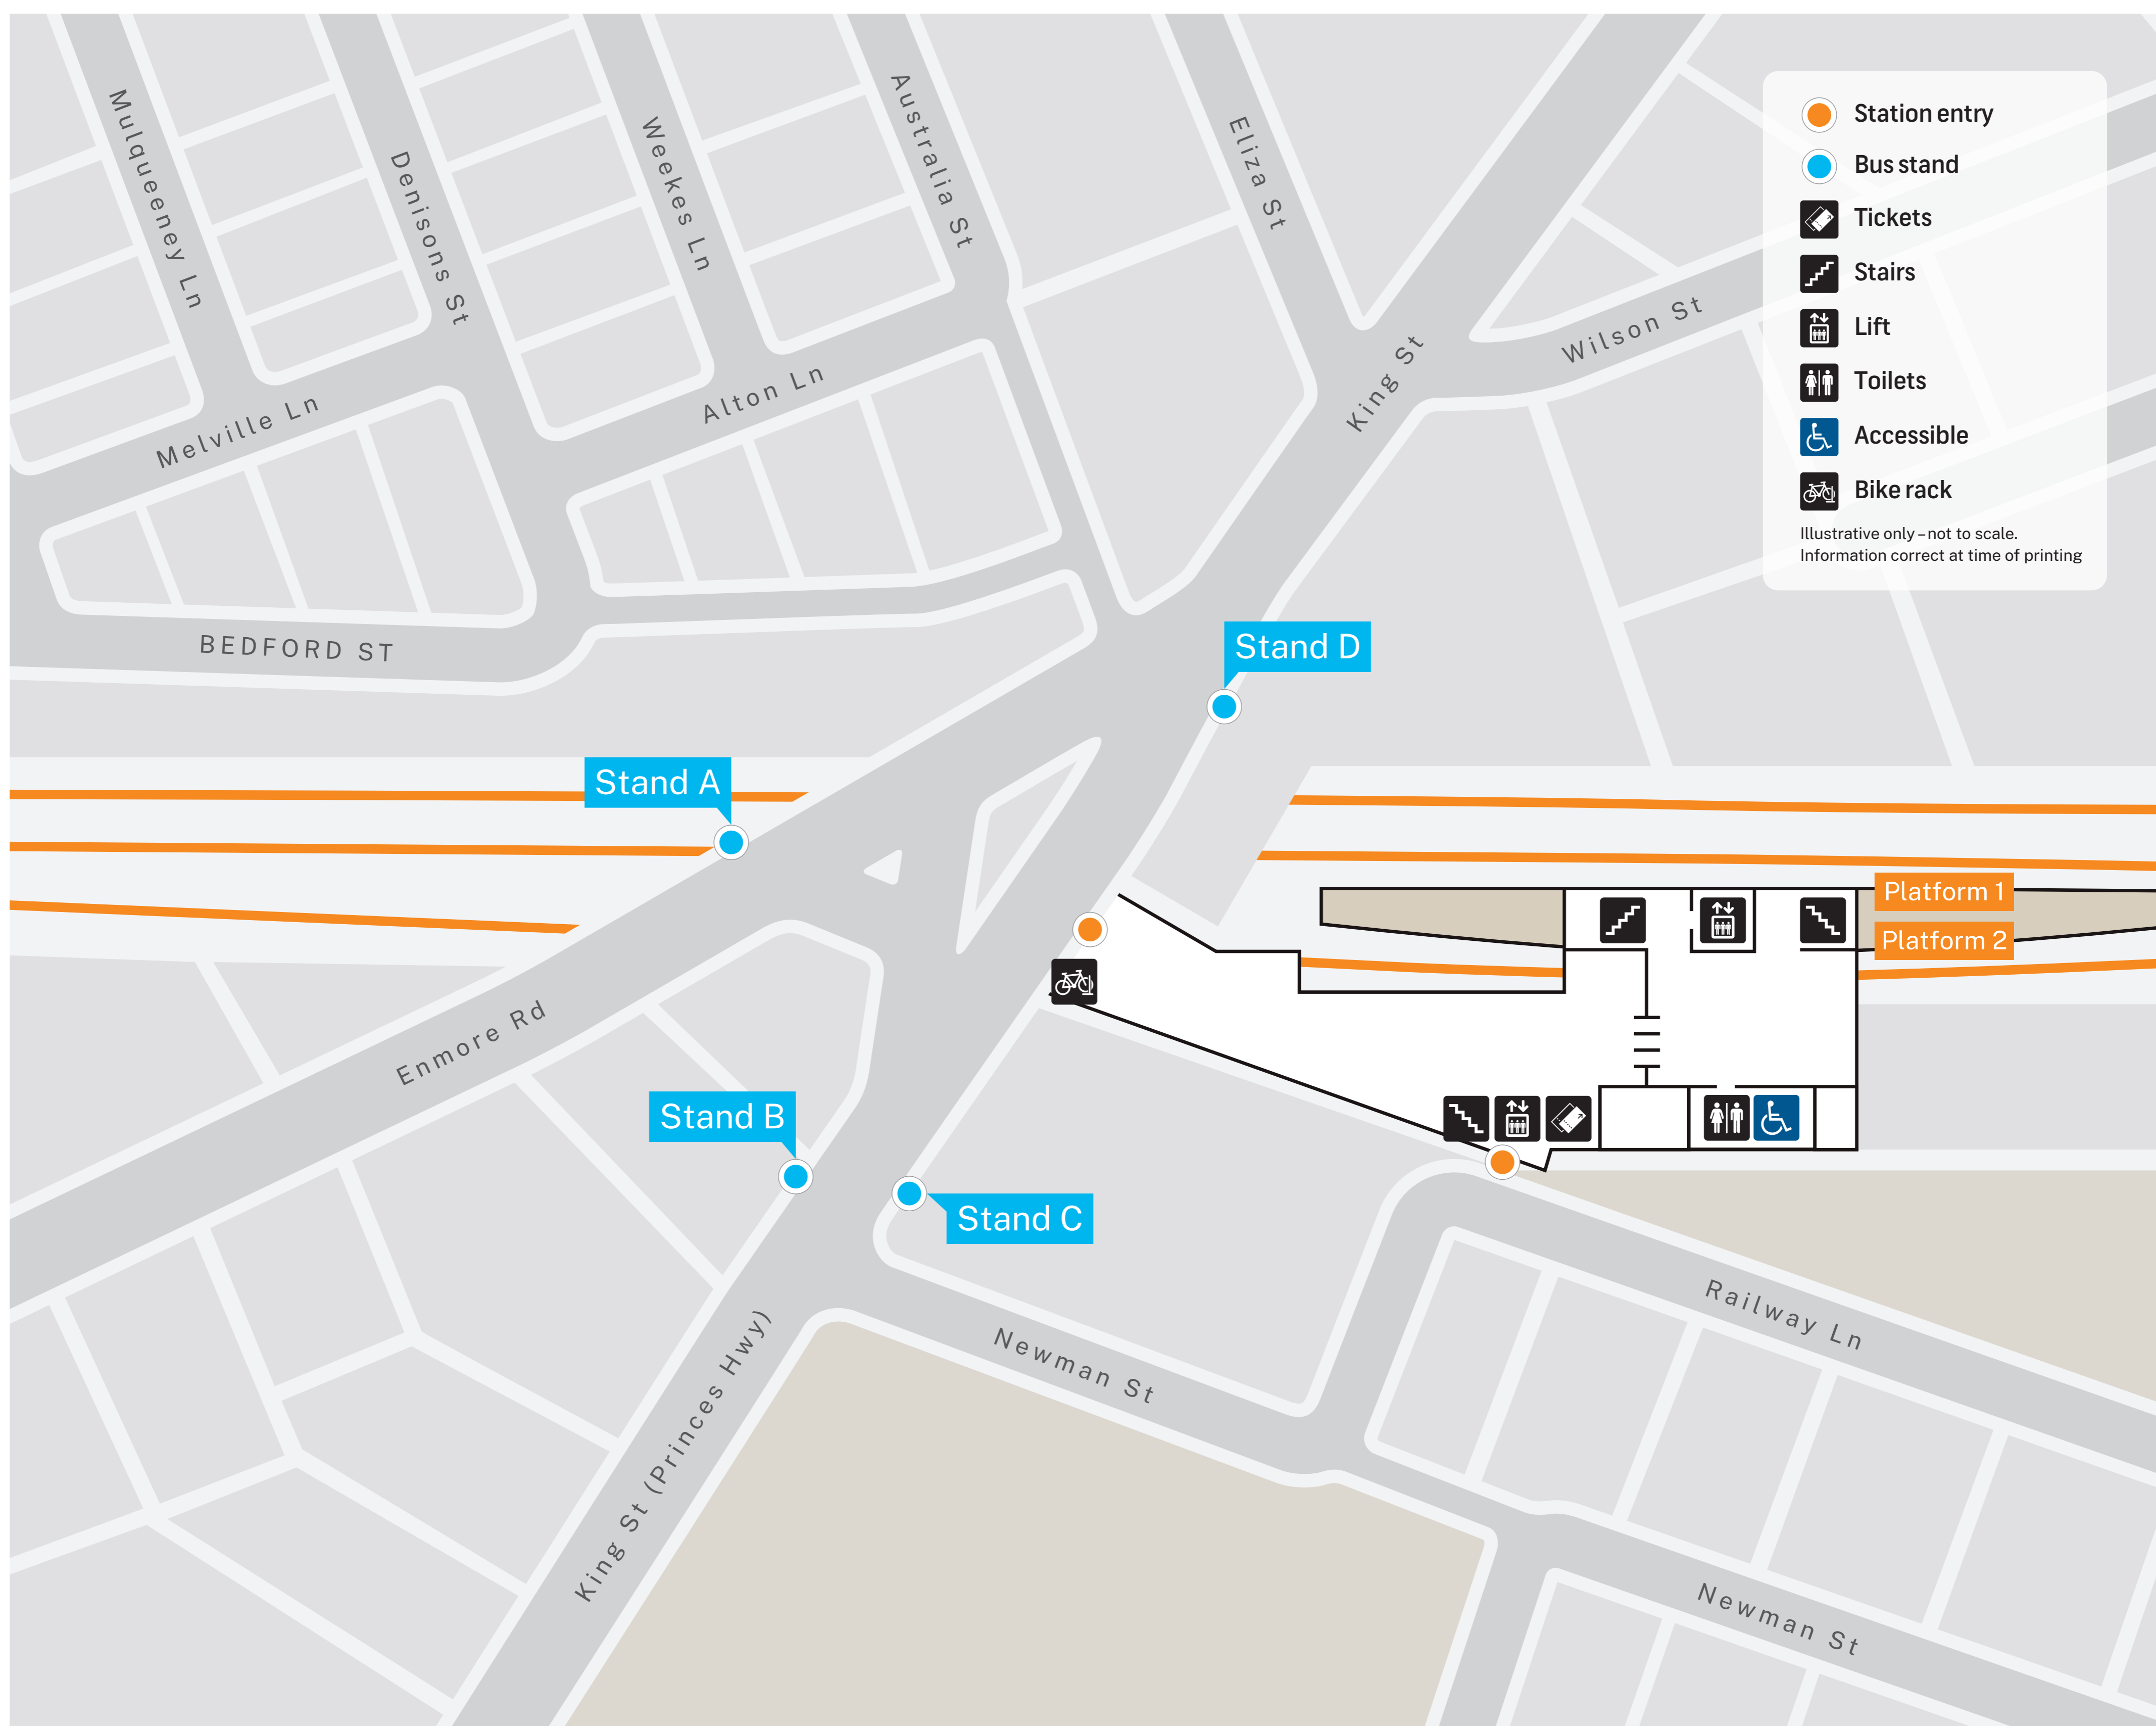 Mulqueeney Ln
Denisons St
Weekes Ln
Australia St
Eliza St
King St
Wilson St
Station entry
Bus stand
Tickets
Stairs
Lift
Toilets
Accessible
Bike rack
Illustrative only – not to scale.
Information correct at time of printing
Melville Ln
Alton Ln
BEDFORD ST
Stand D
Stand A
Platform 1
Platform 2
Enmore Rd
Stand B
Stand C
Railway Ln
Newman St
King St (Princes Hwy)
Newman St